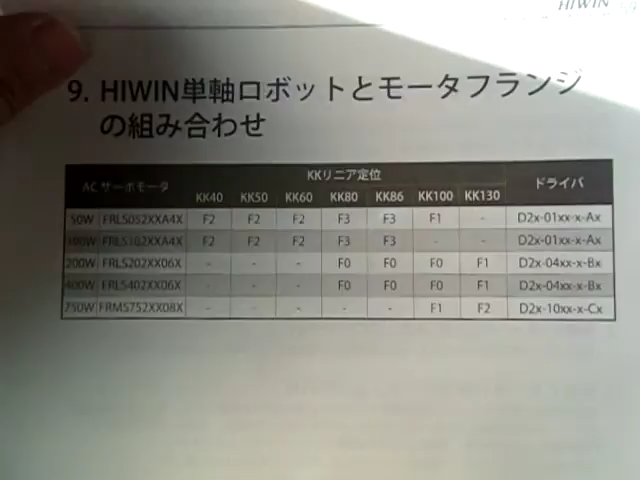 HIWIN
9. HIWIN単軸ロボットとモータフランジ
の組み合わせ
AC サーボモータ KKリニア定位 ドライバ
KK40 KK50 KK60 KK80 KK86 KK100 KK130
50W FRLS052XXA4X F2 F2 F2 F3 F3 F1 - D2x-01xx-x-Ax
100W FRLS102XXA4X F2 F2 F2 F3 F3 - - D2x-01xx-x-Ax
200W FRLS202XX06X - - - F0 F0 F0 F1 D2x-04xx-x-Bx
400W FRLS402XX06X - - - F0 F0 F0 F1 D2x-04xx-x-Bx
750W FRMS752XX08X - - - - - F1 F2 D2x-10xx-x-Cx